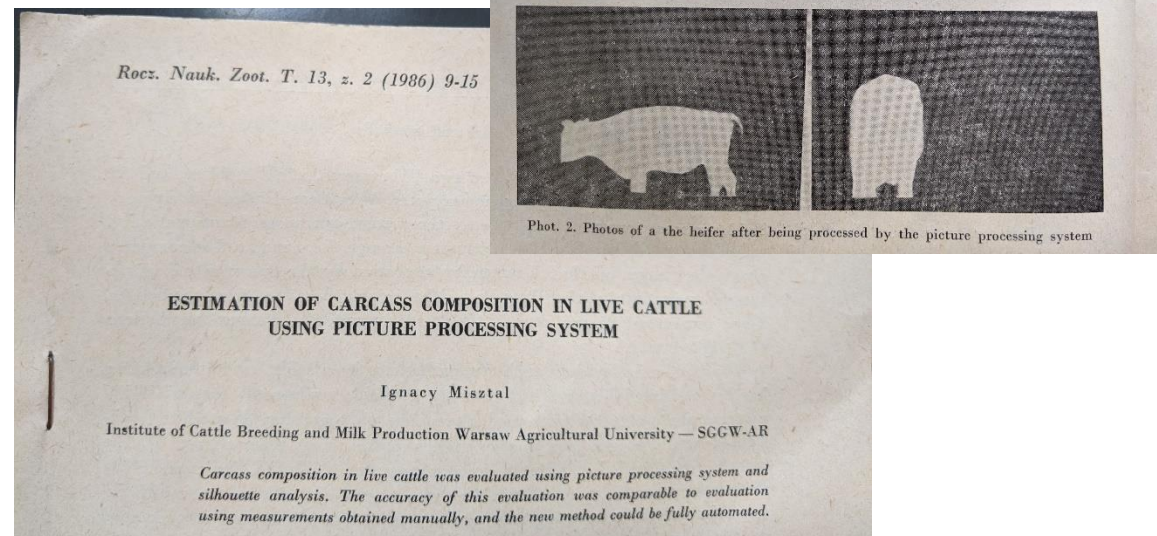 Rocz. Nauk. Zoot. T. 13, z. 2 (1986) 9-15
Phot. 2. Photos of a the heifer after being processed by the picture processing system
ESTIMATION OF CARCASS COMPOSITION IN LIVE CATTLE
USING PICTURE PROCESSING SYSTEM
Ignacy Misztal
Institute of Cattle Breeding and Milk Production Warsaw Agricultural University — SGGW-AR
Carcass composition in live cattle was evaluated using picture processing system and
silhouette analysis. The accuracy of this evaluation was comparable to evaluation
using measurements obtained manually, and the new method could be fully automated.